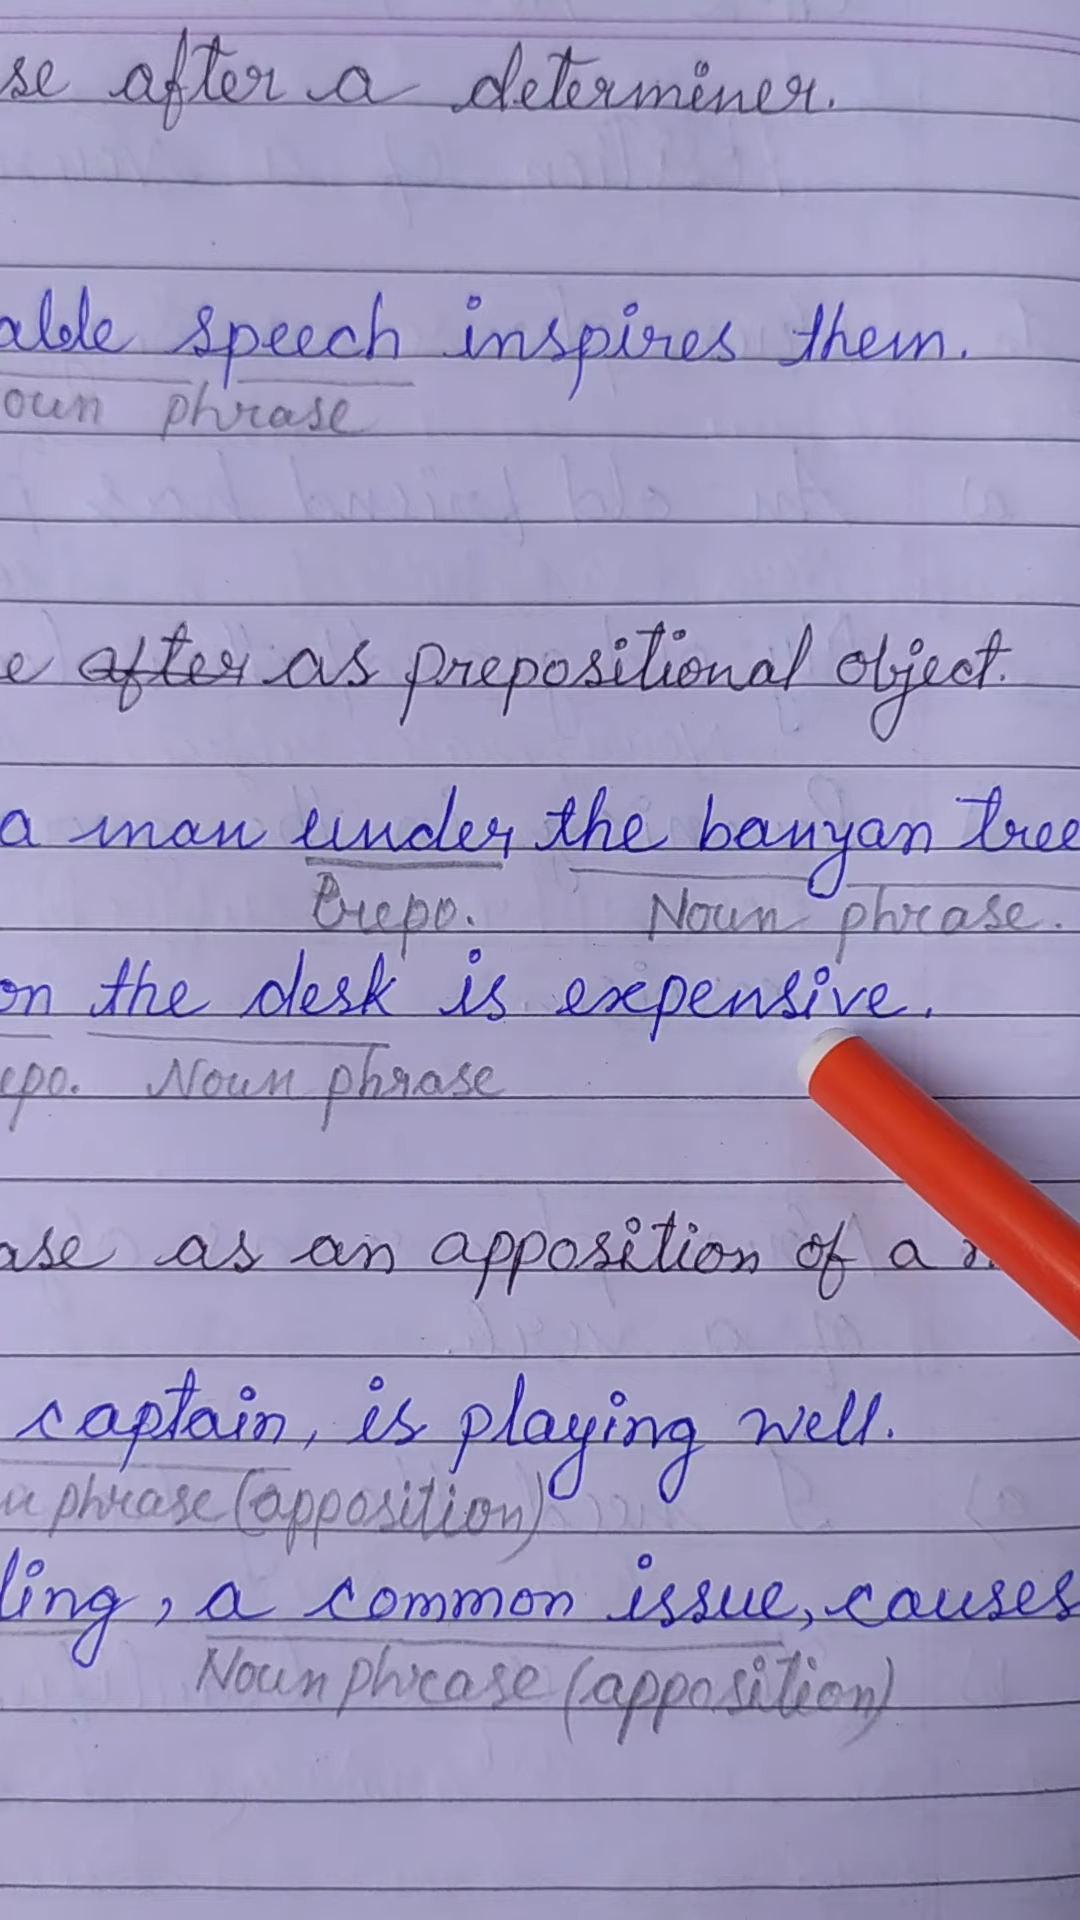 se after a determiner.
able speech inspires them.
oun phrase
e after as prepositional object.
a man under the banyan tree
Prepo. Noun phrase.
on the desk is expensive.
epo. Noun phrase
ase as an apposition of a
captain, is playing well.
phrase (apposition)
ling, a common issue, causes
Noun phrase (apposition)